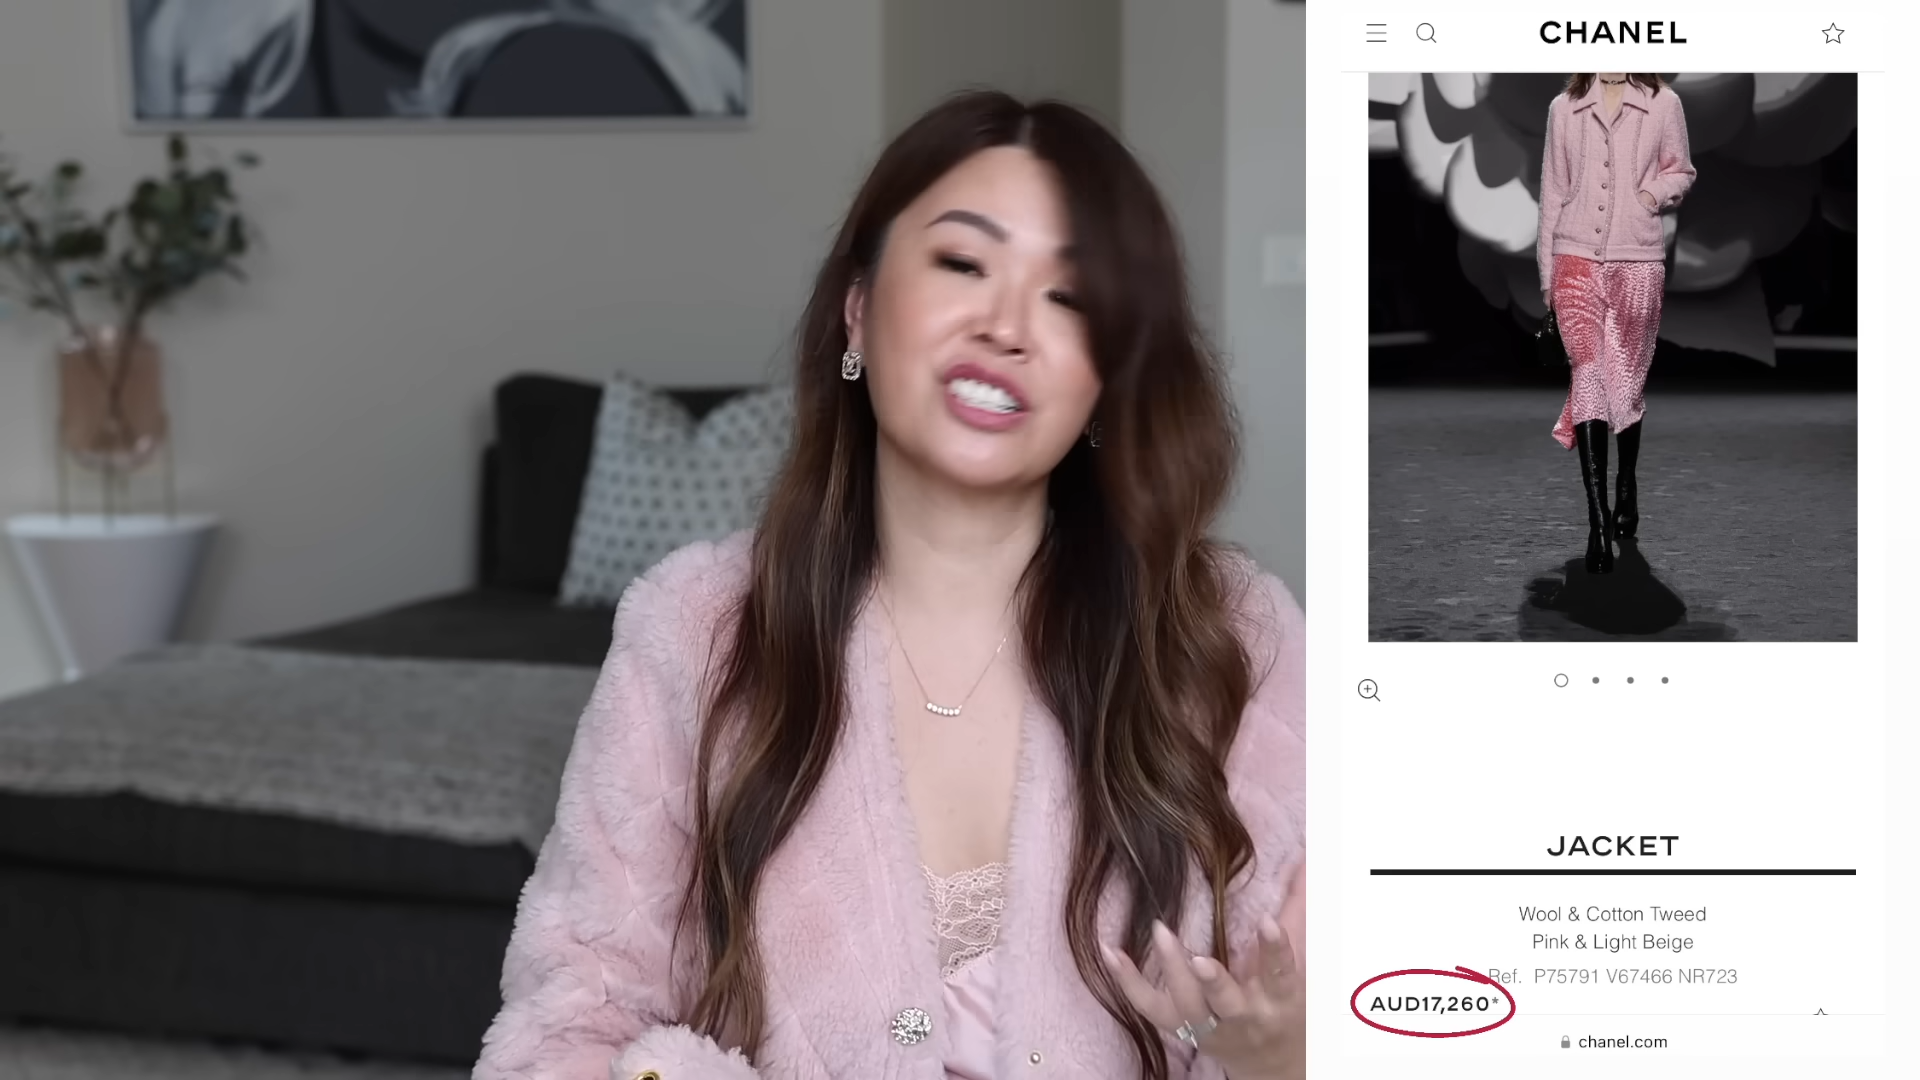 CHANEL
JACKET
Wool & Cotton Tweed
Pink & Light Beige
Ref. P75791 V67466 NR723
AUD17,260*
chanel.com